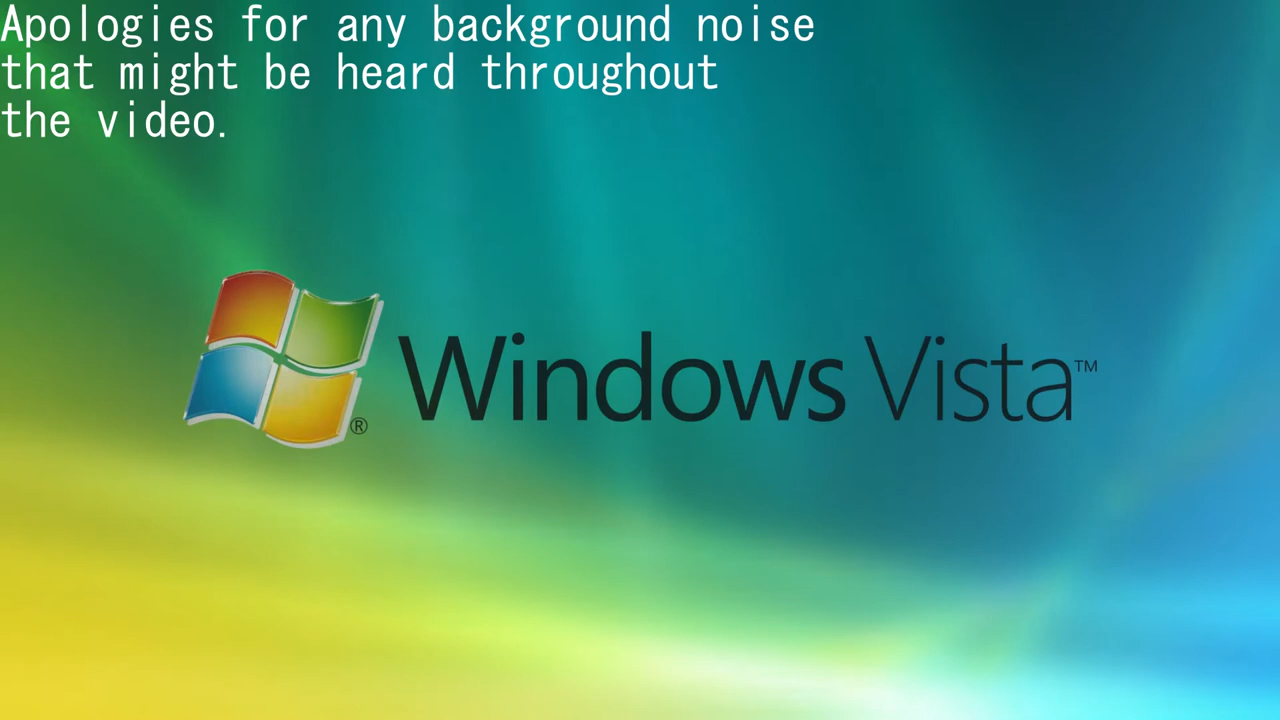 Apologies for any background noise
that might be heard throughout
the video.
Windows Vista™
®